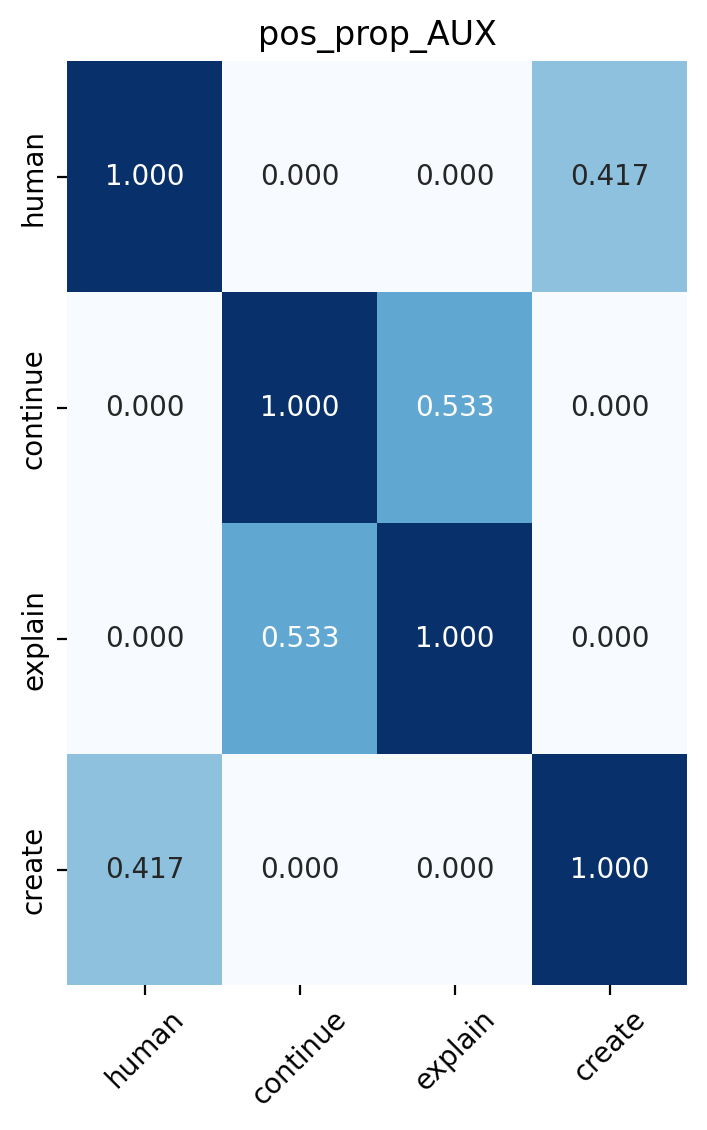 pos_prop_AUX
human 1.000 0.000 0.000 0.417
continue 0.000 1.000 0.533 0.000
explain 0.000 0.533 1.000 0.000
create 0.417 0.000 0.000 1.000
human continue explain create